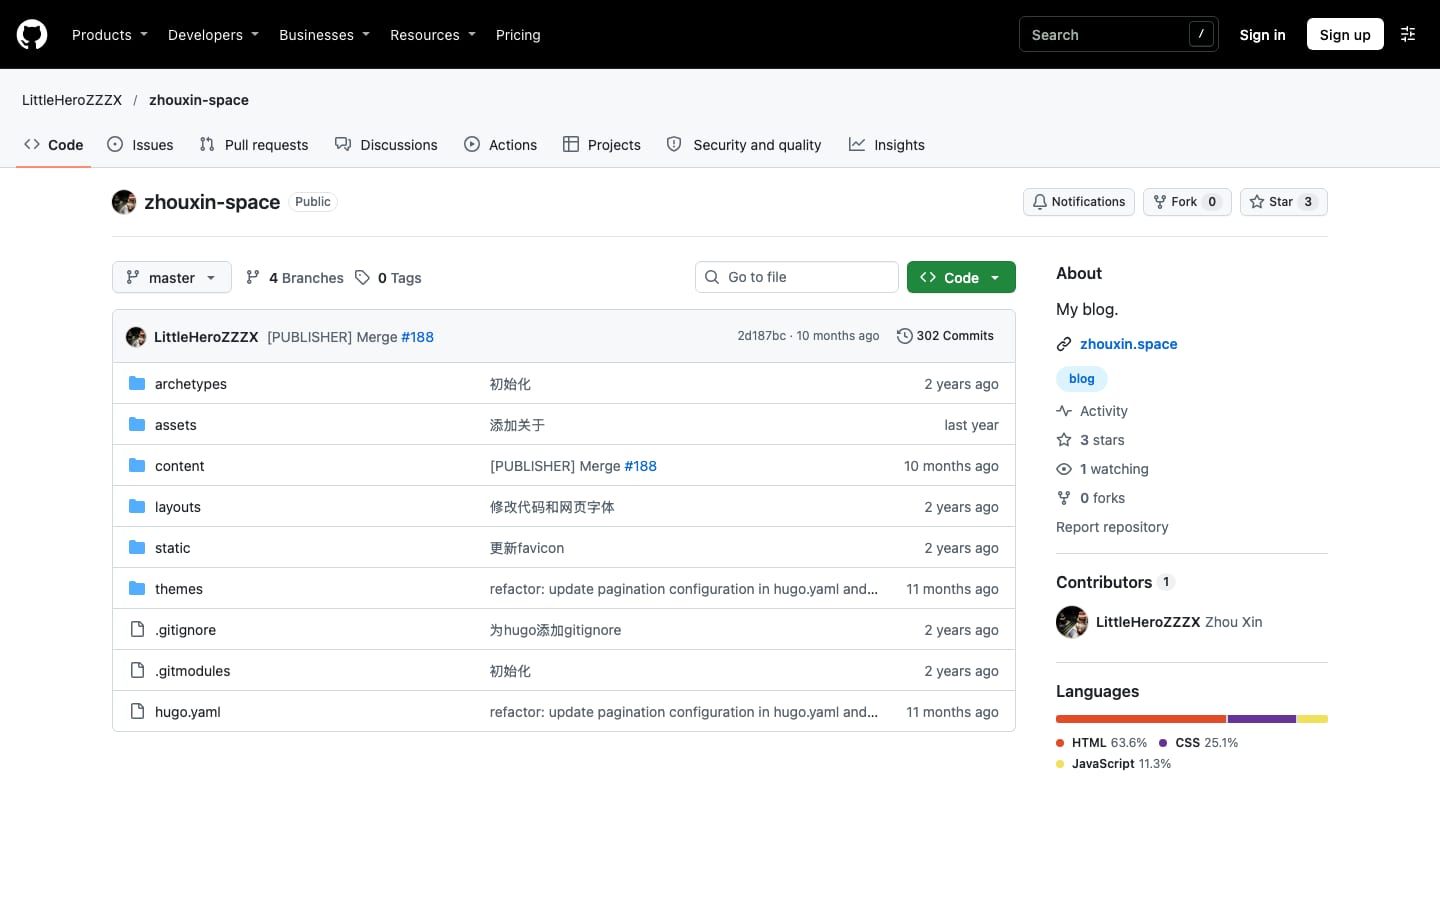 Products Developers Businesses Resources Pricing Search / Sign in Sign up
LittleHeroZZZX / zhouxin-space
Code Issues Pull requests Discussions Actions Projects Security and quality Insights
zhouxin-space Public Notifications Fork 0 Star 3
master 4 Branches 0 Tags Go to file Code
LittleHeroZZZX [PUBLISHER] Merge #188 2d187bc · 10 months ago 302 Commits
archetypes 初始化 2 years ago
assets 添加关于 last year
content [PUBLISHER] Merge #188 10 months ago
layouts 修改代码和网页字体 2 years ago
static 更新favicon 2 years ago
themes refactor: update pagination configuration in hugo.yaml and... 11 months ago
.gitignore 为hugo添加gitignore 2 years ago
.gitmodules 初始化 2 years ago
hugo.yaml refactor: update pagination configuration in hugo.yaml and... 11 months ago
About
My blog.
zhouxin.space
blog
Activity
3 stars
1 watching
0 forks
Report repository
Contributors 1
LittleHeroZZZX Zhou Xin
Languages
HTML 63.6% CSS 25.1%
JavaScript 11.3%